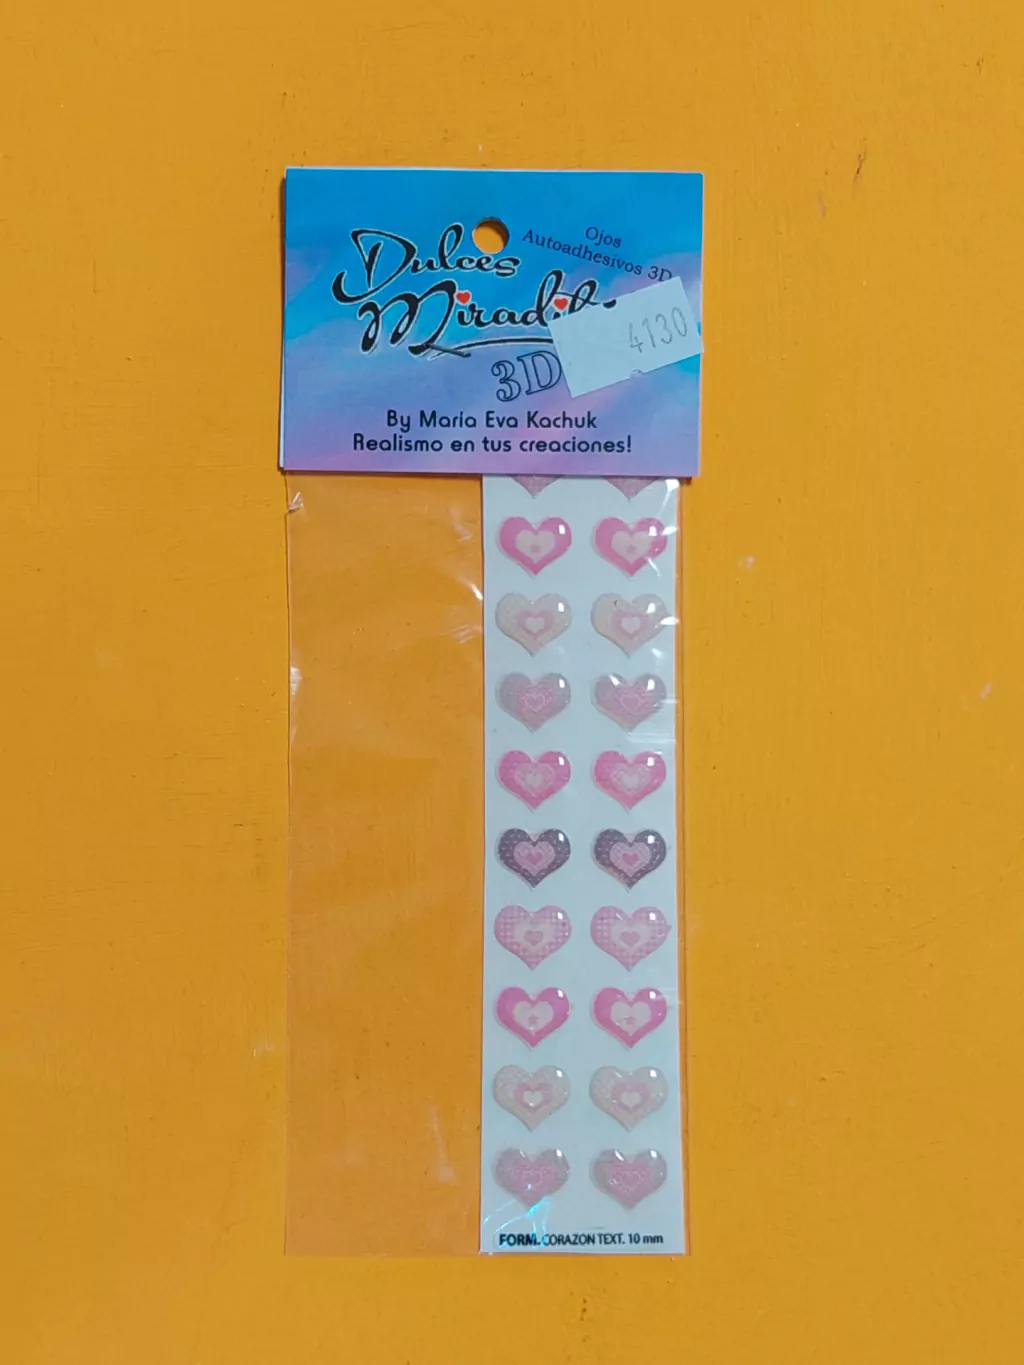 Ojos
Autoadhesivos 3D
Dulces
3D
4130
By Maria Eva Kachuk
Realismo en tus creaciones!
FORM. CORAZON TEXT. 10 mm